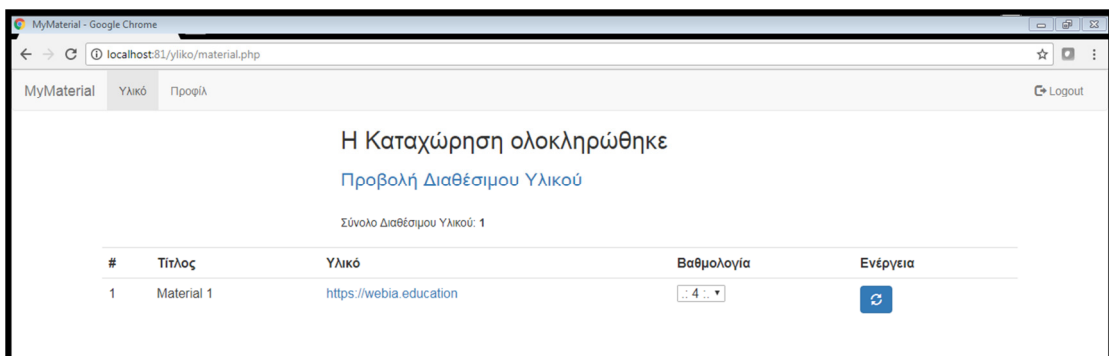 MyMaterial - Google Chrome
localhost:81/yliko/material.php
MyMaterial Υλικό Προφίλ Logout
Η Καταχώρηση ολοκληρώθηκε
Προβολή Διαθέσιμου Υλικού
Σύνολο Διαθέσιμου Υλικού: 1
# Τίτλος Υλικό Βαθμολογία Ενέργεια
1 Material 1 https://webia.education .: 4 :.